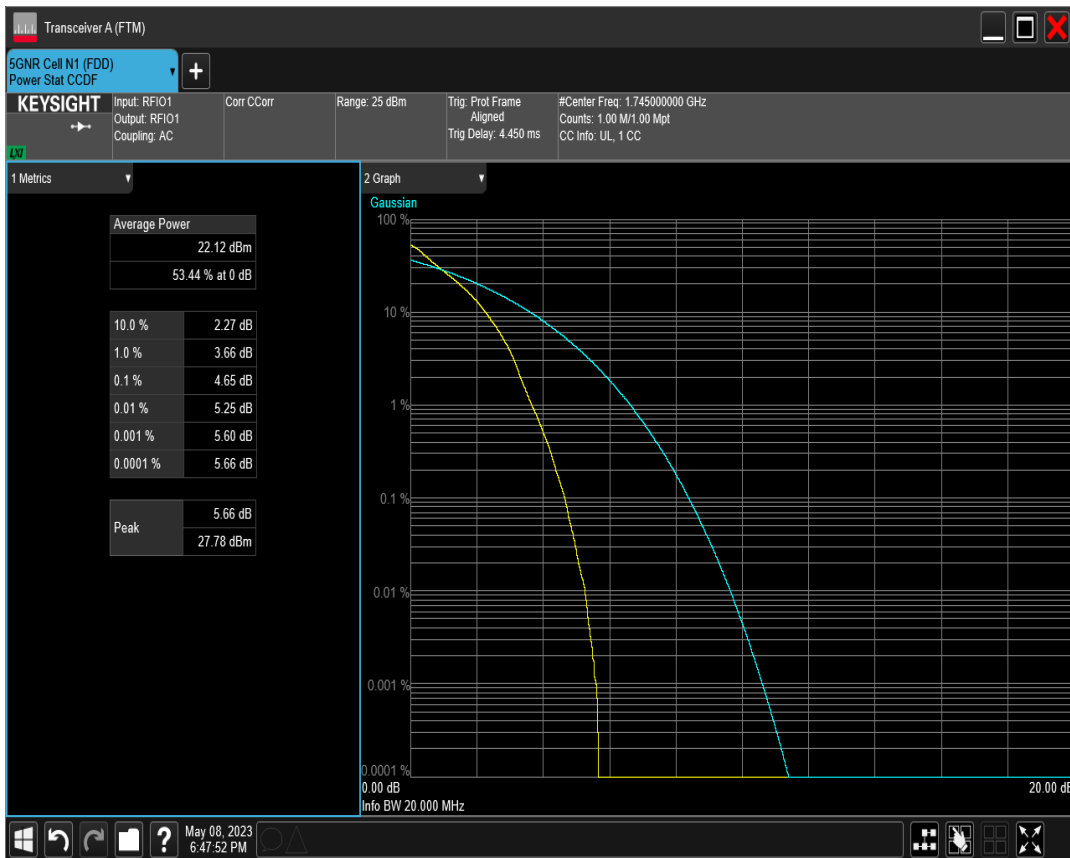 Transceiver A (FTM)
5GNR Cell N1 (FDD)
Power Stat CCDF
KEYSIGHT
LXI
Input: RFIO1
Output: RFIO1
Coupling: AC
Corr CCorr
Range: 25 dBm
Trig: Prot Frame
Aligned
Trig Delay: 4.450 ms
#Center Freq: 1.745000000 GHz
Counts: 1.00 M/1.00 Mpt
CC Info: UL, 1 CC
1 Metrics
Average Power
22.12 dBm
53.44 % at 0 dB
10.0 % 2.27 dB
1.0 % 3.66 dB
0.1 % 4.65 dB
0.01 % 5.25 dB
0.001 % 5.60 dB
0.0001 % 5.66 dB
Peak
5.66 dB
27.78 dBm
2 Graph
Gaussian
100 %
10 %
1 %
0.1 %
0.01 %
0.001 %
0.0001 %
0.00 dB
20.00 dB
Info BW 20.000 MHz
May 08, 2023
6:47:52 PM